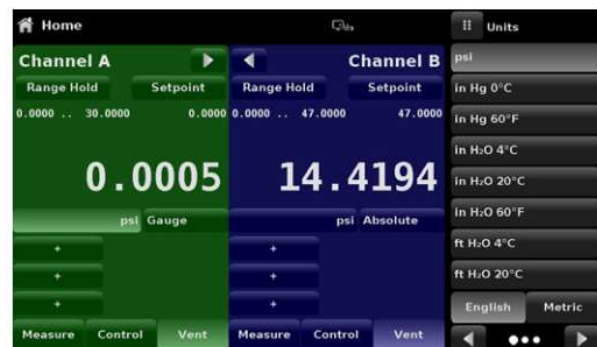 Home
Units
Channel A
Channel B
psi
Range Hold Setpoint Range Hold Setpoint
in Hg 0°C
0.0000 .. 30.0000 0.0000 0.0000 .. 47.0000 47.0000
in Hg 60°F
in H₂O 4°C
0.0005 14.4194
in H₂O 20°C
psi Gauge psi Absolute
in H₂O 60°F
+ +
ft H₂O 4°C
+ +
ft H₂O 20°C
+ +
English Metric
Measure Control Vent Measure Control Vent